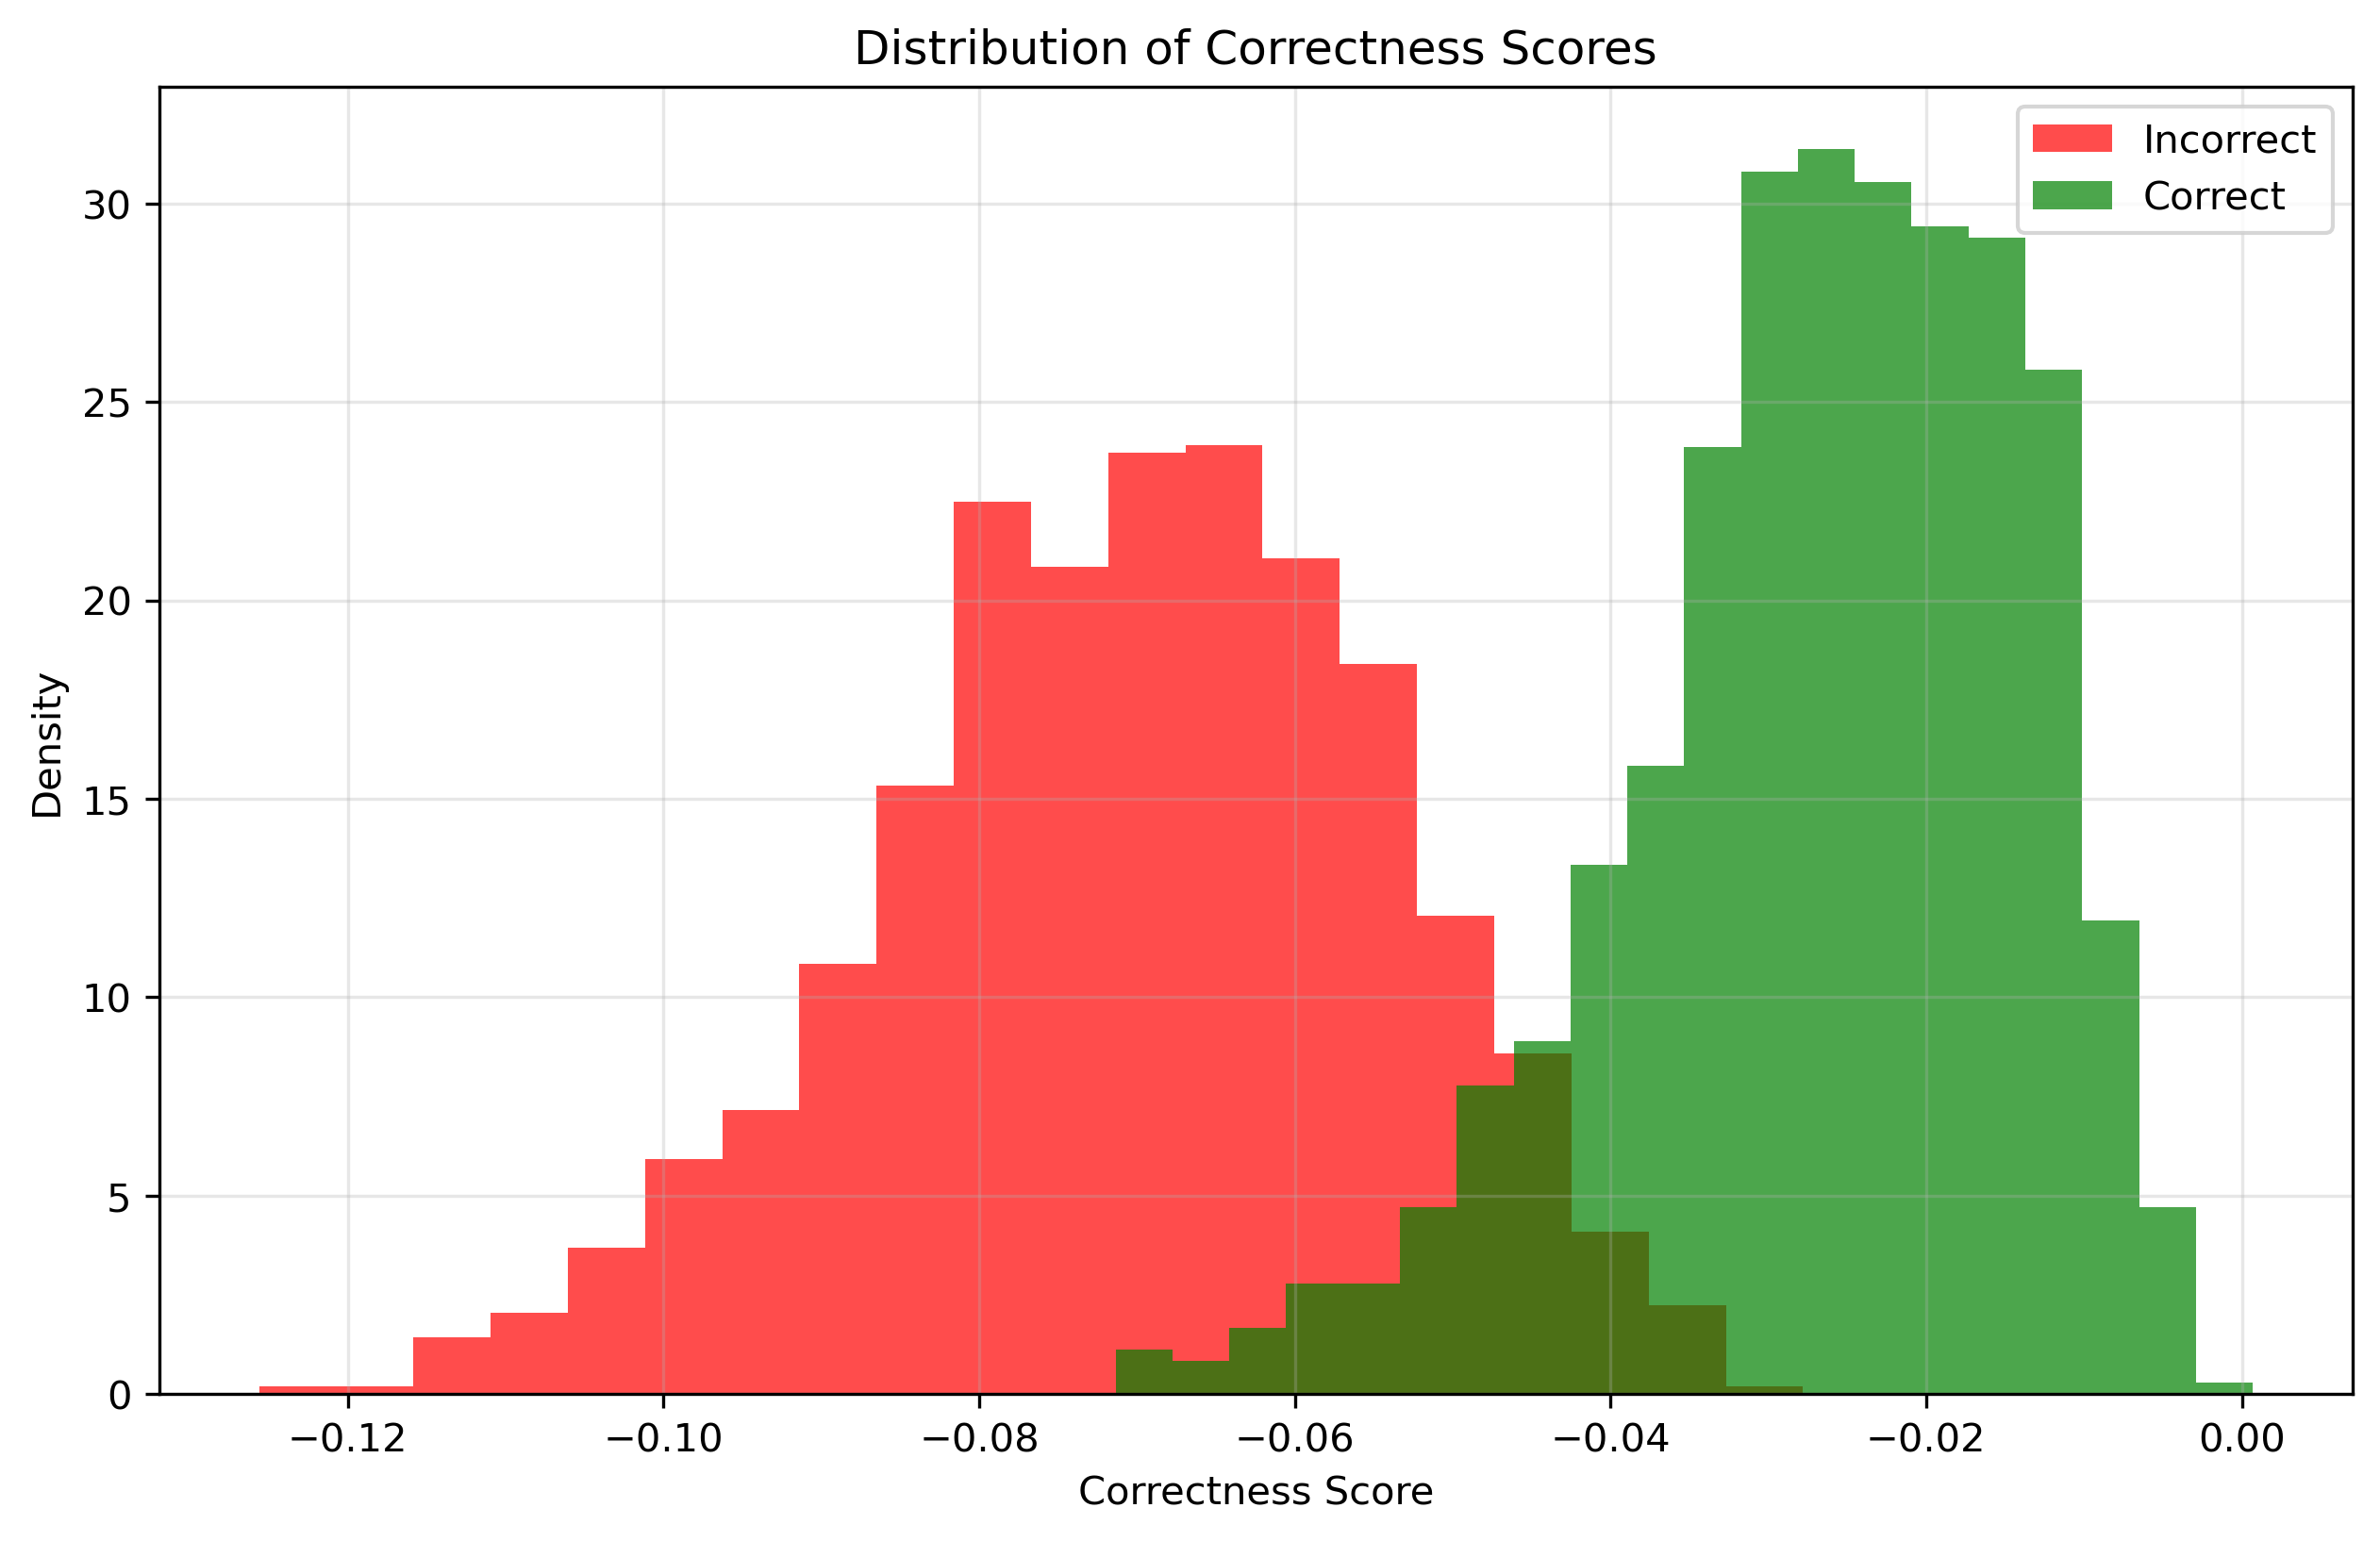 Distribution of Correctness Scores
Incorrect
Correct
Density
30
25
20
15
10
5
0
−0.12 −0.10 −0.08 −0.06 −0.04 −0.02 0.00
Correctness Score